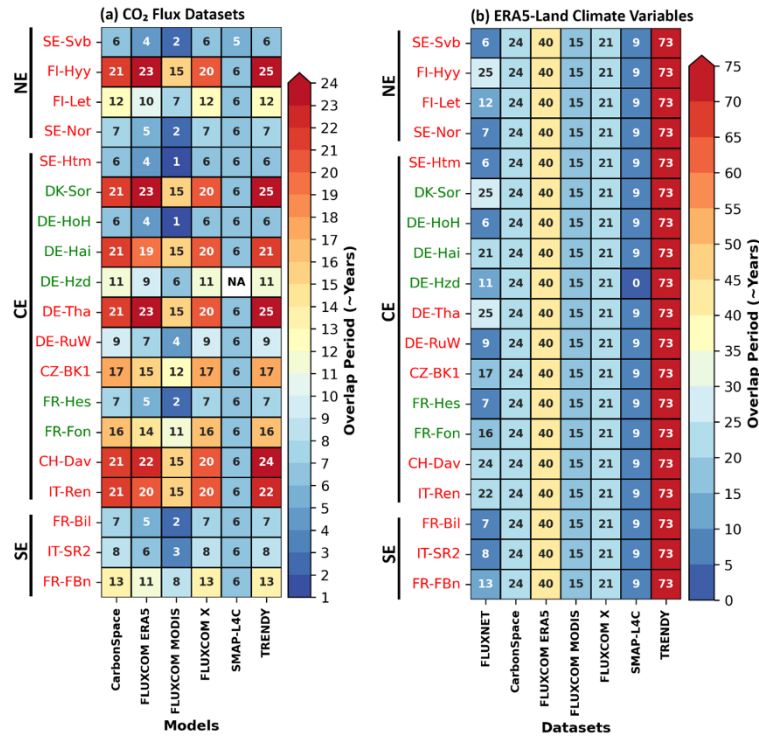 (a) CO₂ Flux Datasets
NE
CE
SE
SE-Svb 6 4 2 6 5 6
FI-Hyy 21 23 15 20 6 25
FI-Let 12 10 7 12 6 12
SE-Nor 7 5 2 7 6 7
SE-Htm 6 4 1 6 6 6
DK-Sor 21 23 15 20 6 25
DE-HoH 6 4 1 6 6 6
DE-Hai 21 19 15 20 6 21
DE-Hzd 11 9 6 11 NA 11
DE-Tha 21 23 15 20 6 25
DE-RuW 9 7 4 9 6 9
CZ-BK1 17 15 12 17 6 17
FR-Hes 7 5 2 7 6 7
FR-Fon 16 14 11 16 6 16
CH-Dav 21 22 15 20 6 24
IT-Ren 21 20 15 20 6 22
FR-Bil 7 5 2 7 6 7
IT-SR2 8 6 3 8 6 8
FR-FBn 13 11 8 13 6 13
CarbonSpace
FLUXCOM ERA5
FLUXCOM MODIS
FLUXCOM X
SMAP-L4C
TRENDY
Models
24
23
22
21
20
19
18
17
16
15
14
13
12
11
10
9
8
7
6
5
4
3
2
1
Overlap Period (~Years)
(b) ERA5-Land Climate Variables
NE
CE
SE
SE-Svb 6 24 40 15 21 9 73
FI-Hyy 25 24 40 15 21 9 73
FI-Let 12 24 40 15 21 9 73
SE-Nor 7 24 40 15 21 9 73
SE-Htm 6 24 40 15 21 9 73
DK-Sor 25 24 40 15 21 9 73
DE-HoH 6 24 40 15 21 9 73
DE-Hai 21 24 40 15 21 9 73
DE-Hzd 11 24 40 15 21 0 73
DE-Tha 25 24 40 15 21 9 73
DE-RuW 9 24 40 15 21 9 73
CZ-BK1 17 24 40 15 21 9 73
FR-Hes 7 24 40 15 21 9 73
FR-Fon 16 24 40 15 21 9 73
CH-Dav 24 24 40 15 21 9 73
IT-Ren 22 24 40 15 21 9 73
FR-Bil 7 24 40 15 21 9 73
IT-SR2 8 24 40 15 21 9 73
FR-FBn 13 24 40 15 21 9 73
FLUXNET
CarbonSpace
FLUXCOM ERA5
FLUXCOM MODIS
FLUXCOM X
SMAP-L4C
TRENDY
Datasets
75
70
65
60
55
50
45
40
35
30
25
20
15
10
5
0
Overlap Period (~Years)